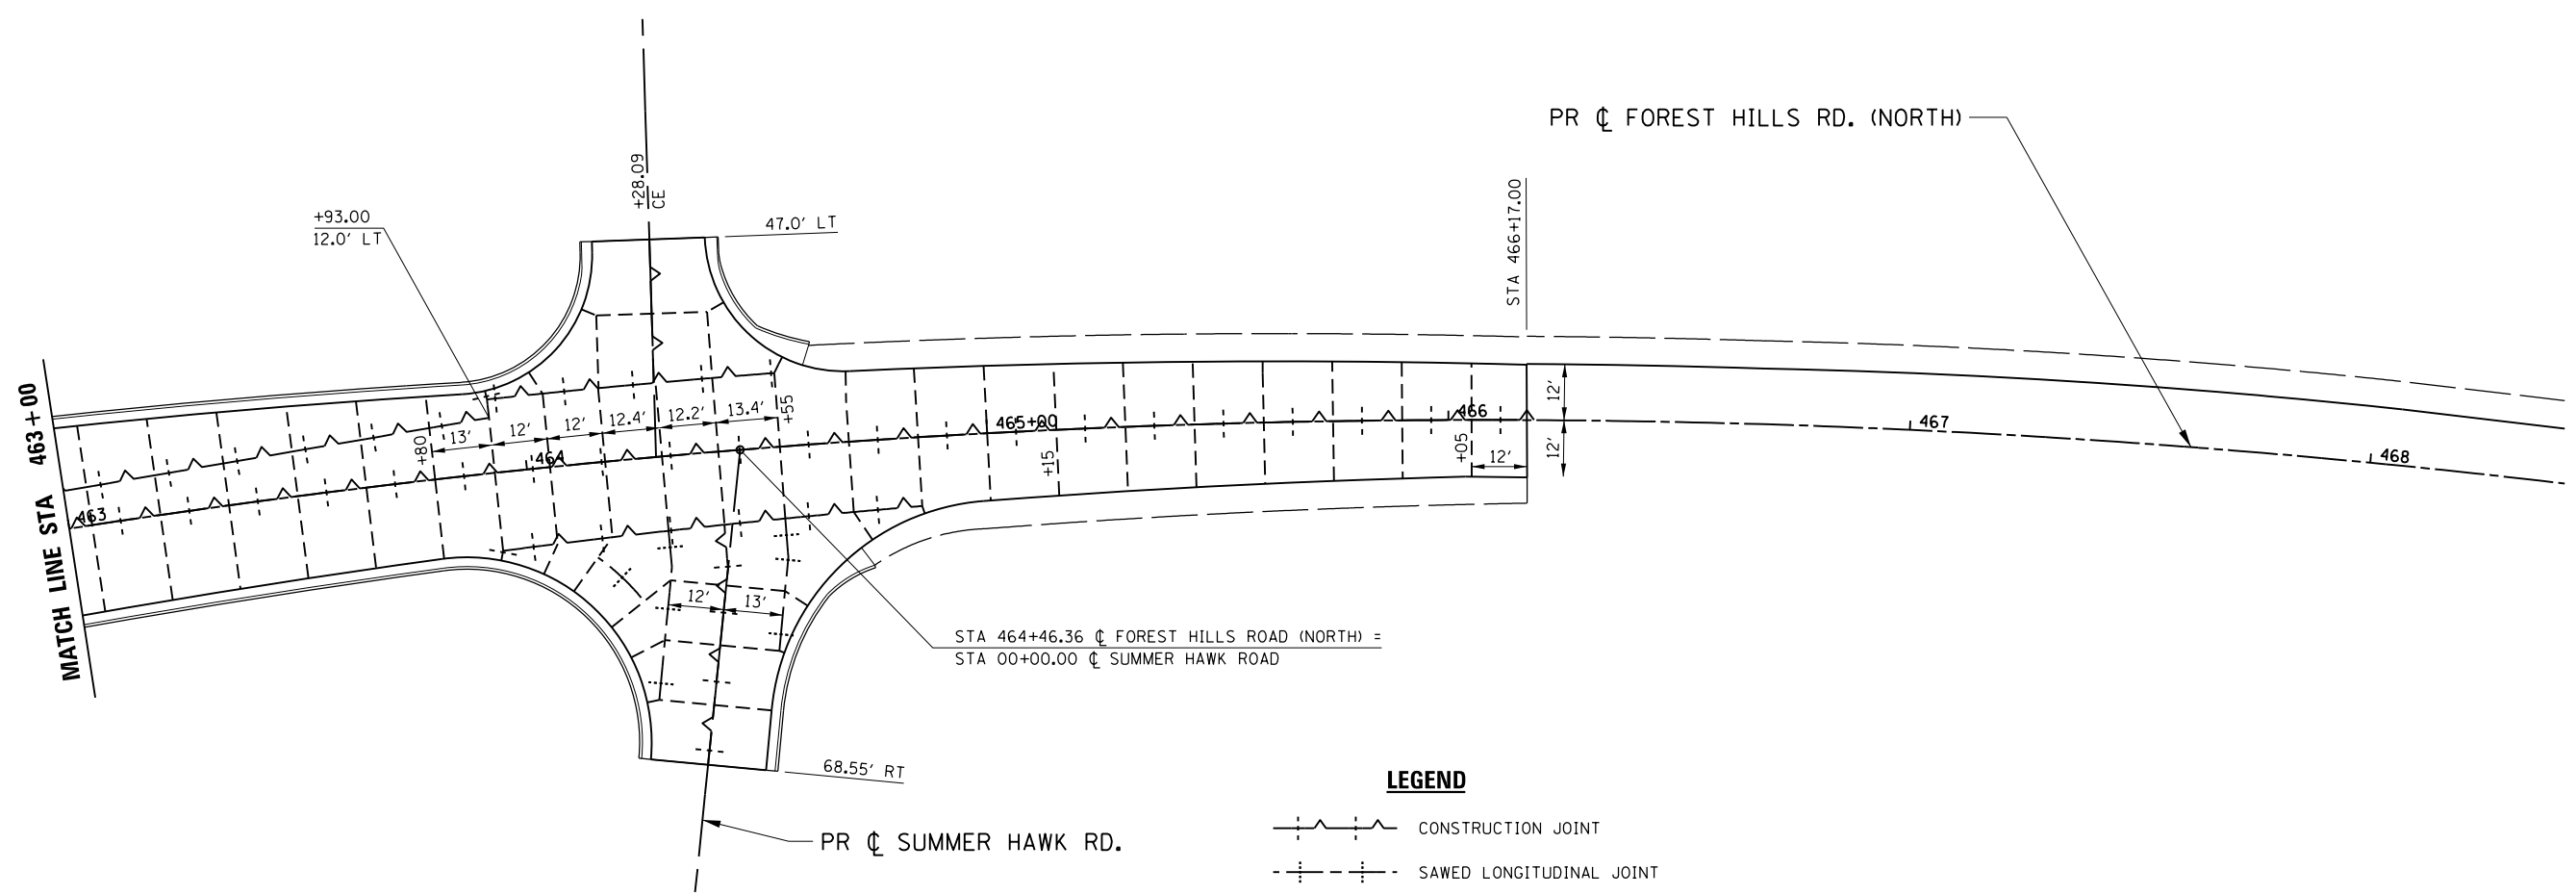 PR ℄ FOREST HILLS RD. (NORTH)
+28.09
CE
STA 466+17.00
+93.00
12.0' LT
47.0' LT
MATCH LINE STA 463+00
463
+80
13'
12'
12'
12.4'
12.2'
13.4'
+55
464
465+00
+15
466
+05
12'
12'
12'
467
468
12'
13'
STA 464+46.36 ℄ FOREST HILLS ROAD (NORTH) =
STA 00+00.00 ℄ SUMMER HAWK ROAD
68.55' RT
PR ℄ SUMMER HAWK RD.
LEGEND
CONSTRUCTION JOINT
SAWED LONGITUDINAL JOINT